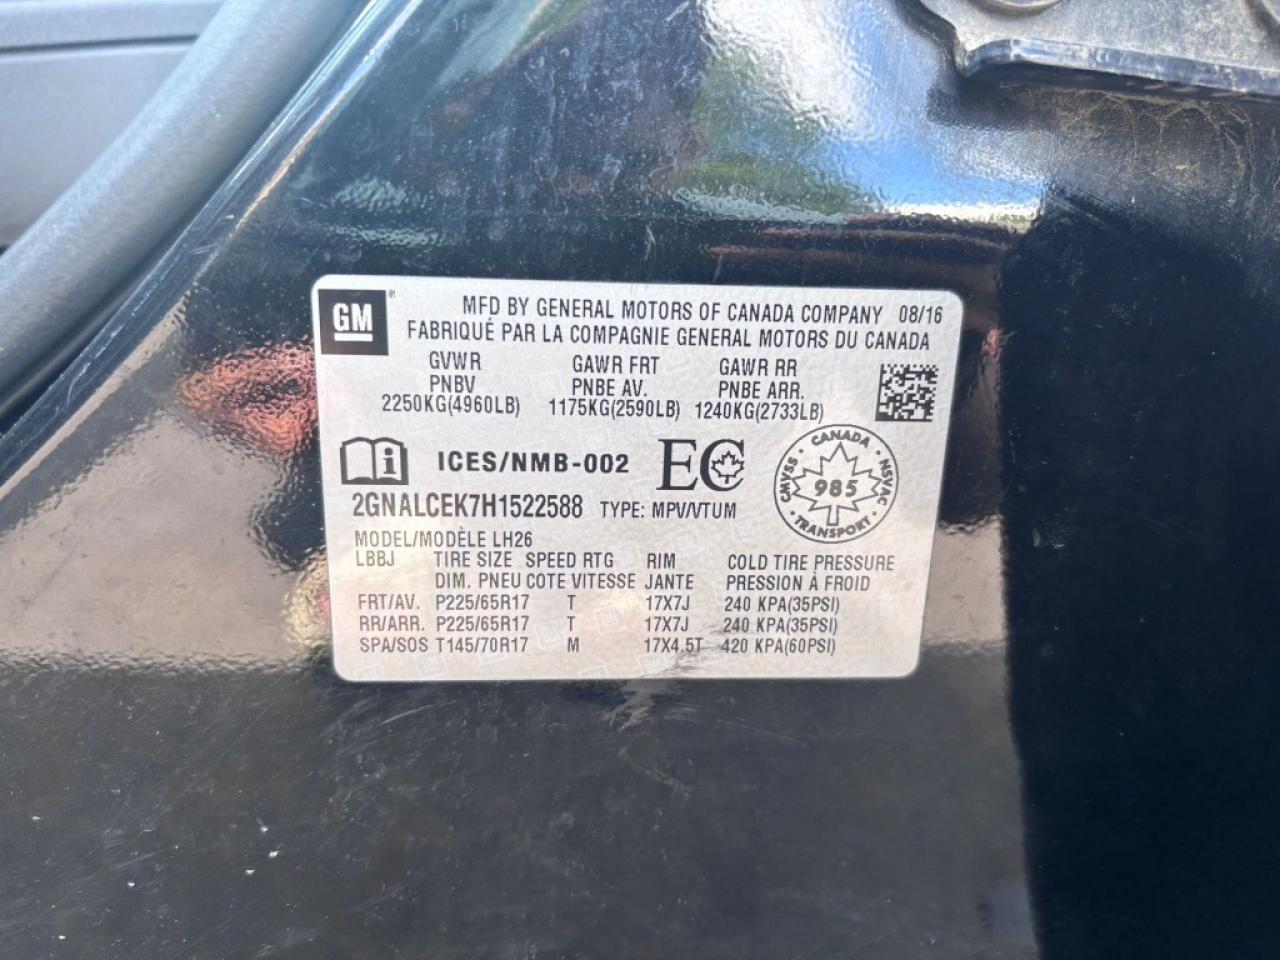 GM®
MFD BY GENERAL MOTORS OF CANADA COMPANY 08/16
FABRIQUÉ PAR LA COMPAGNIE GENERAL MOTORS DU CANADA
GVWR GAWR FRT GAWR RR
PNBV PNBE AV. PNBE ARR.
2250KG(4960LB) 1175KG(2590LB) 1240KG(2733LB)
i ICES/NMB-002 EC
CANADA CMVSS NSVAC 985 TRANSPORT
2GNALCEK7H1522588 TYPE: MPV/VTUM
MODEL/MODÈLE LH26
LBBJ TIRE SIZE SPEED RTG RIM COLD TIRE PRESSURE
DIM. PNEU COTE VITESSE JANTE PRESSION À FROID
FRT/AV. P225/65R17 T 17X7J 240 KPA(35PSI)
RR/ARR. P225/65R17 T 17X7J 240 KPA(35PSI)
SPA/SOS T145/70R17 M 17X4.5T 420 KPA(60PSI)